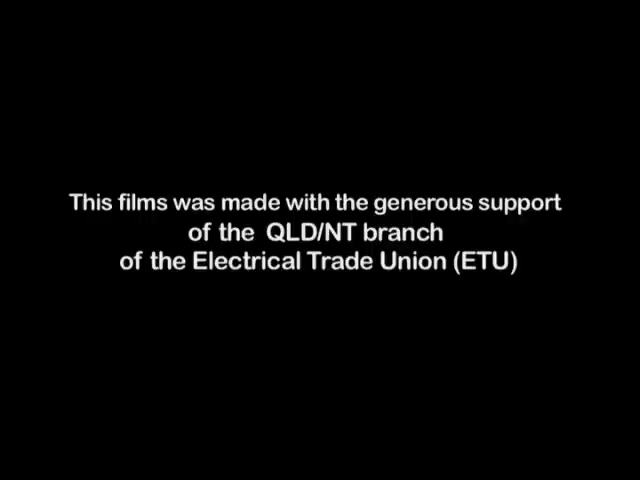 This films was made with the generous support
of the QLD/NT branch
of the Electrical Trade Union (ETU)